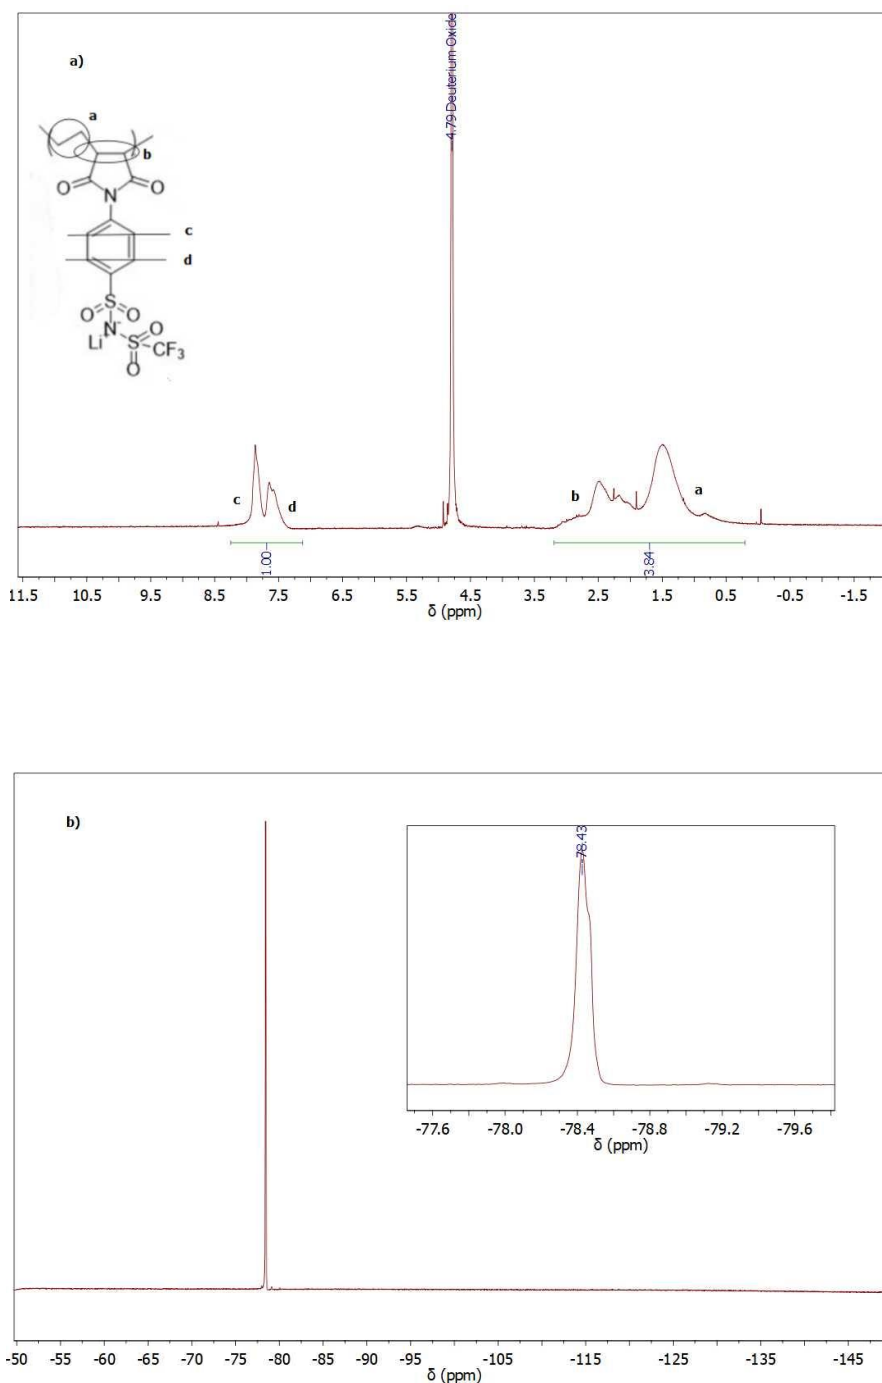 a)
4.79 Deuterium Oxide
a
b
O
O
N
c
d
O
S
O
N-
O
Li+
S
CF3
O
c
d
b
a
1.00
3.84
11.5 10.5 9.5 8.5 7.5 6.5 5.5 4.5 3.5 2.5 1.5 0.5 -0.5 -1.5
δ (ppm)
b)
-78.43
-77.6 -78.0 -78.4 -78.8 -79.2 -79.6
δ (ppm)
-50 -55 -60 -65 -70 -75 -80 -85 -90 -95 -105 -115 -125 -135 -145
δ (ppm)